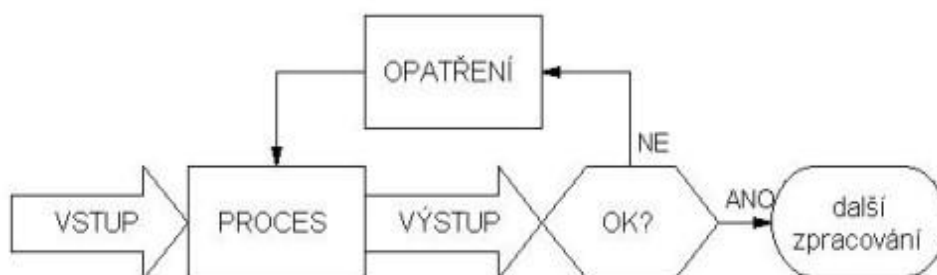 OPATŘENÍ
NE
VSTUP
PROCES
VÝSTUP
OK?
ANO
další
zpracování